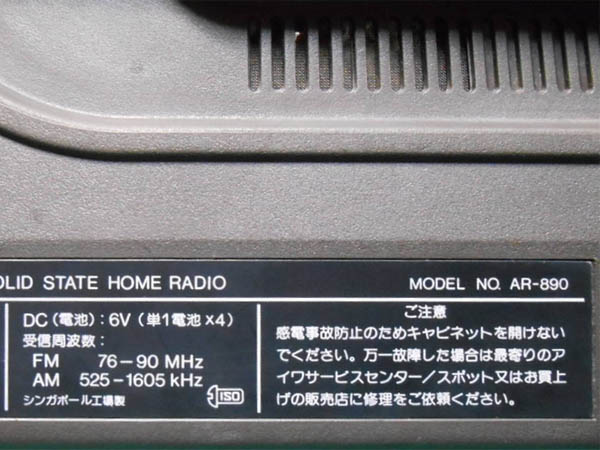 OLID STATE HOME RADIO MODEL NO. AR-890
DC (電池) : 6V (単1電池 x4)
受信周波数 :
FM 76-90 MHz
AM 525-1605 kHz
シンガポール工場製
ISO
ご注意
感電事故防止のためキャビネットを開けない
でください。万一故障した場合は最寄りのア
イワサービスセンター/スポット又はお買上
げの販売店に修理をご依頼ください。